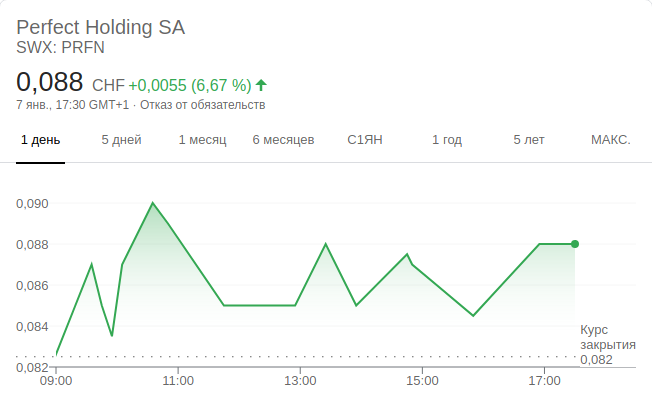 Perfect Holding SA
SWX: PRFN
0,088 CHF +0,0055 (6,67 %)
7 янв., 17:30 GMT+1 · Отказ от обязательств
1 день 5 дней 1 месяц 6 месяцев С1ЯН 1 год 5 лет МАКС.
0,090
0,088
0,086
0,084
Курс
закрытия
0,082
0,082
09:00 11:00 13:00 15:00 17:00